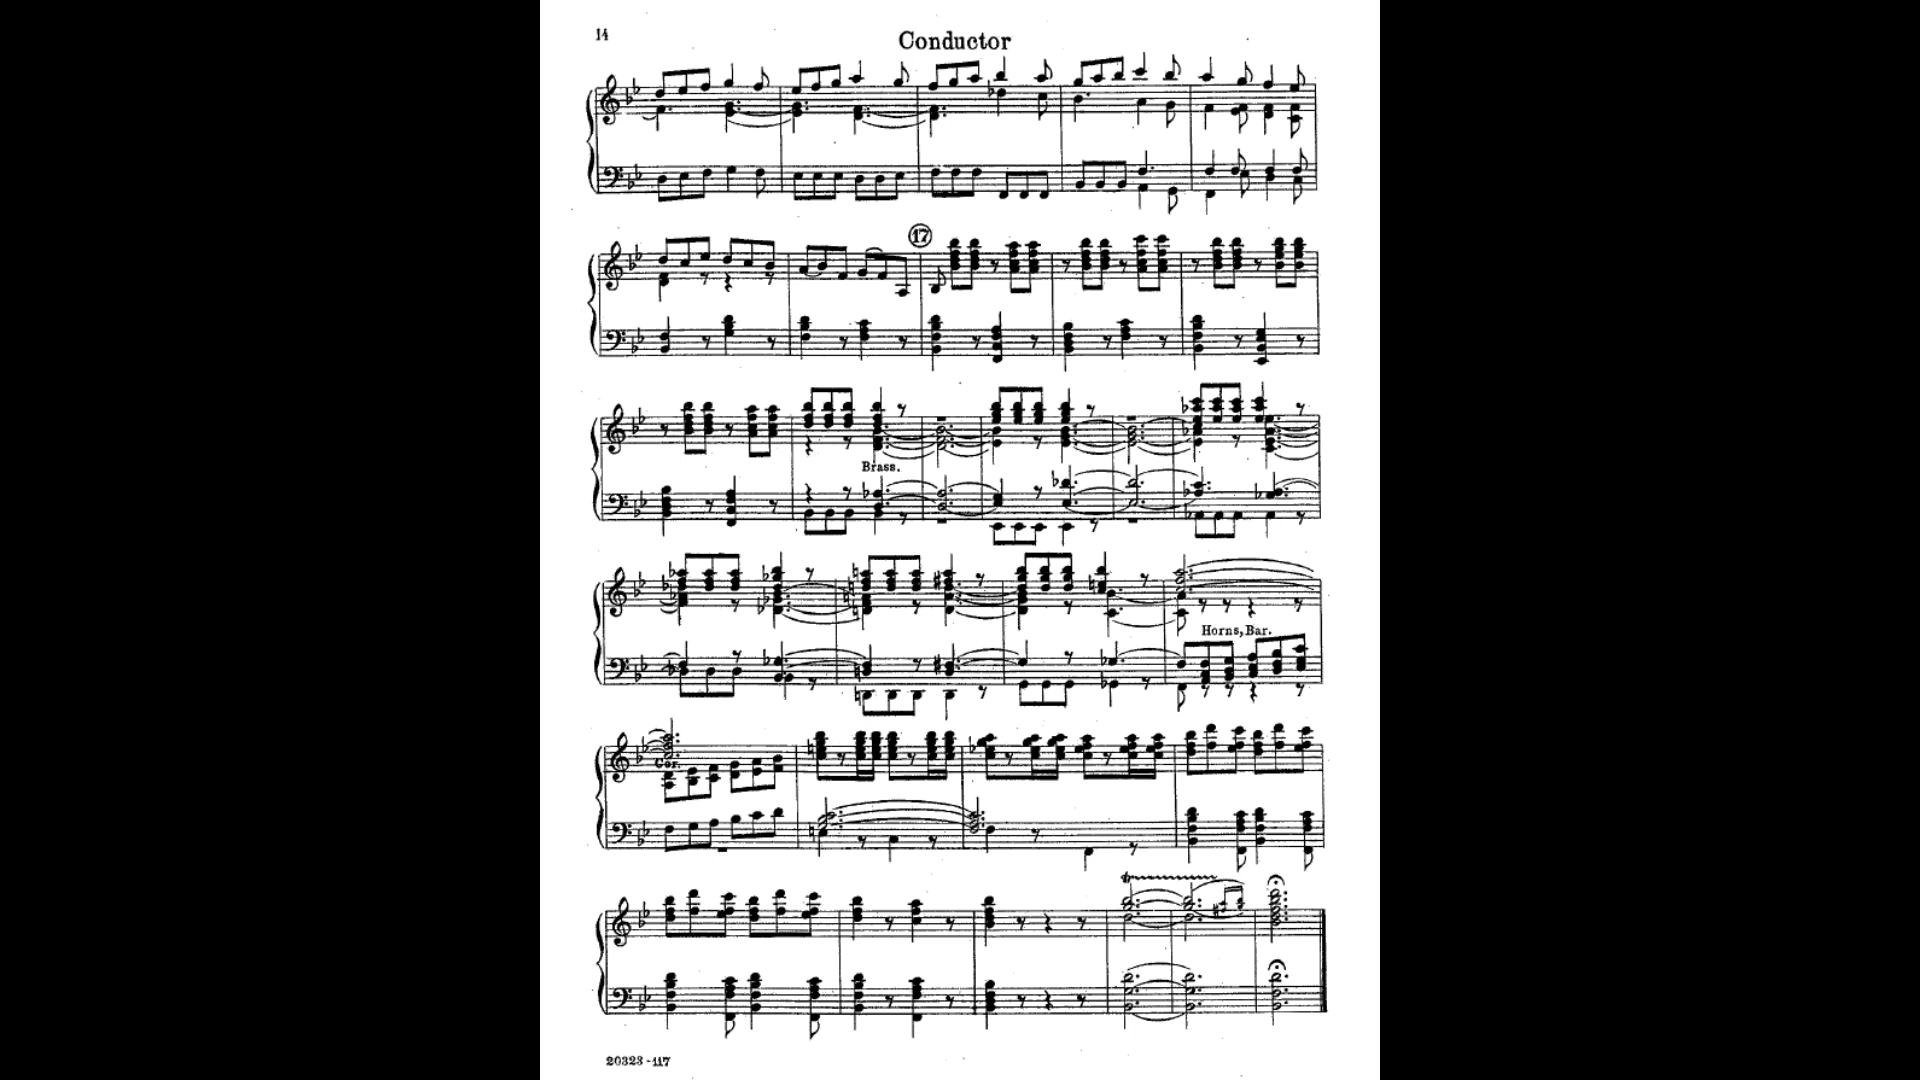 14
Conductor
17
Brass.
Horns, Bar.
Cor.
20323-117